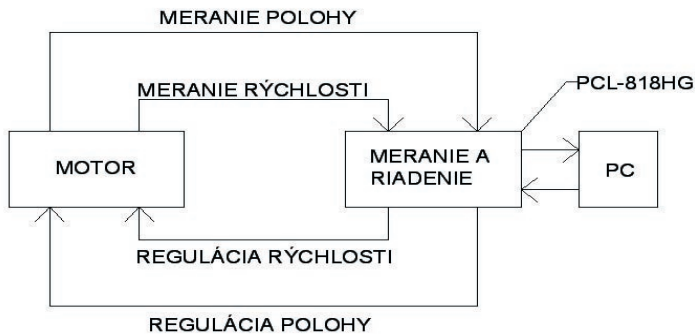 MERANIE POLOHY
MERANIE RÝCHLOSTI
PCL-818HG
MOTOR
MERANIE A
RIADENIE
PC
REGULÁCIA RÝCHLOSTI
REGULÁCIA POLOHY